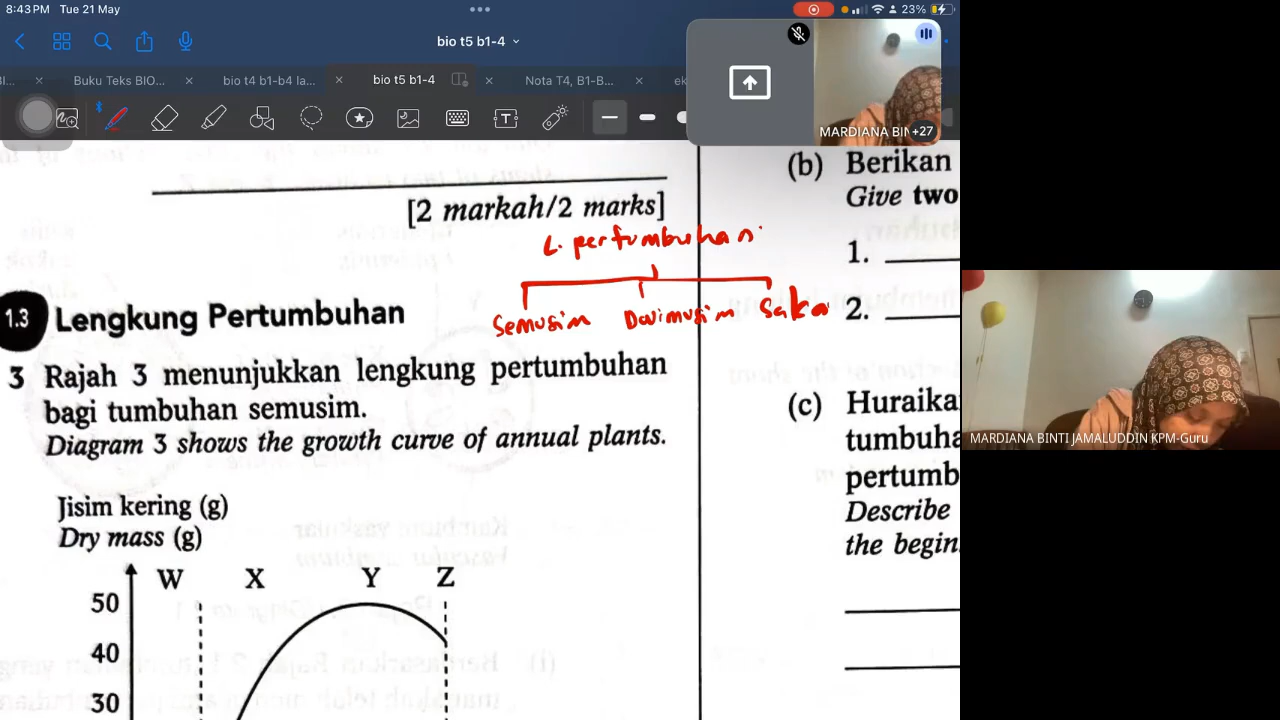 8:43 PM Tue 21 May
23%
bio t5 b1-4
Buku Teks BIO...
bio t4 b1-b4 la...
bio t5 b1-4
Nota T4, B1-B...
MARDIANA BIN
+27
[2 markah/2 marks]
L. pertumbuhan
Semusim Dwimusim Saka
1.3 Lengkung Pertumbuhan
3 Rajah 3 menunjukkan lengkung pertumbuhan
bagi tumbuhan semusim.
Diagram 3 shows the growth curve of annual plants.
Jisim kering (g)
Dry mass (g)
W X Y Z
50
40
30
(b) Berikan
Give two
1.
2.
(c) Huraika
tumbuha
pertumb
Describe
the begin
MARDIANA BINTI JAMALUDDIN KPM-Guru